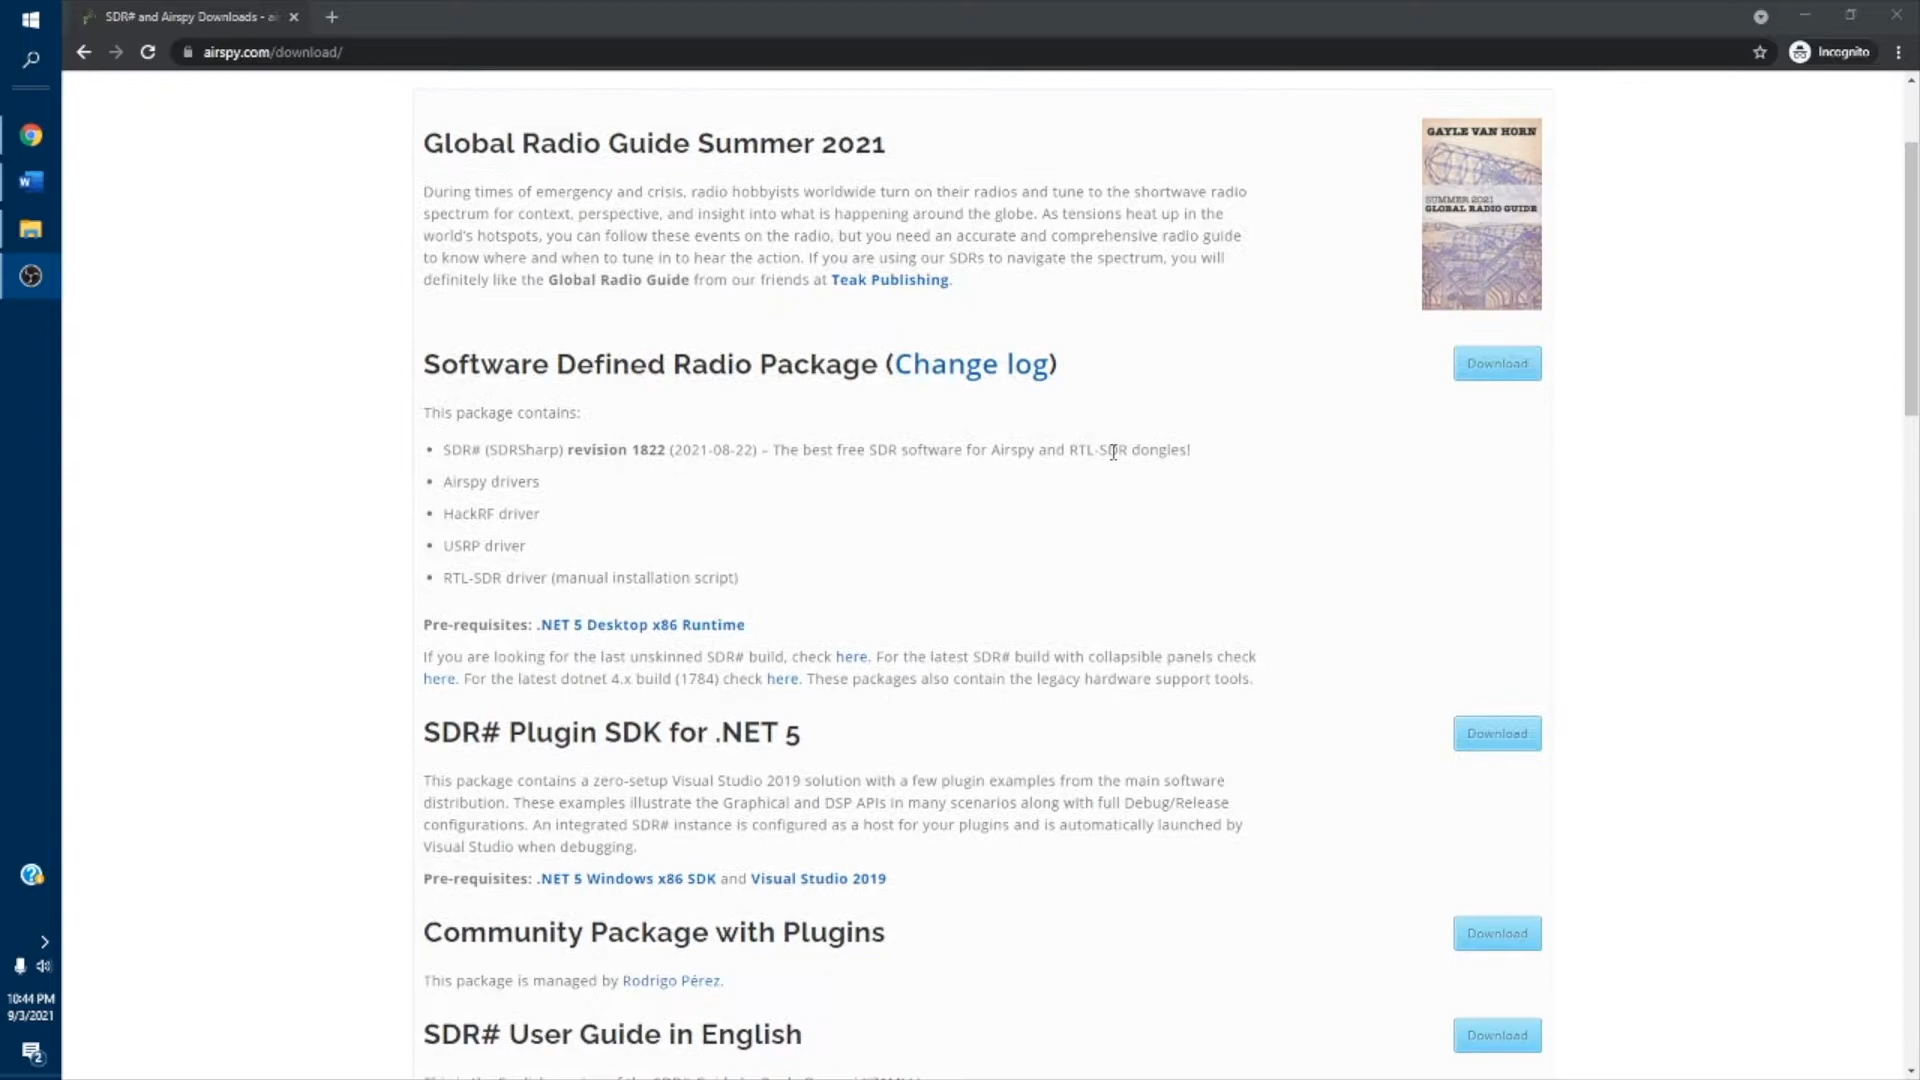 SDR# and Airspy Downloads - ai
airspy.com/download/
Incognito
Global Radio Guide Summer 2021
During times of emergency and crisis, radio hobbyists worldwide turn on their radios and tune to the shortwave radio
spectrum for context, perspective, and insight into what is happening around the globe. As tensions heat up in the
world's hotspots, you can follow these events on the radio, but you need an accurate and comprehensive radio guide
to know where and when to tune in to hear the action. If you are using our SDRs to navigate the spectrum, you will
definitely like the Global Radio Guide from our friends at Teak Publishing.
GAYLE VAN HORN
SUMMER 2021
GLOBAL RADIO GUIDE
Software Defined Radio Package (Change log)
Download
This package contains:
• SDR# (SDRSharp) revision 1822 (2021-08-22) – The best free SDR software for Airspy and RTL-SDR dongles!
• Airspy drivers
• HackRF driver
• USRP driver
• RTL-SDR driver (manual installation script)
Pre-requisites: .NET 5 Desktop x86 Runtime
If you are looking for the last unskinned SDR# build, check here. For the latest SDR# build with collapsible panels check
here. For the latest dotnet 4.x build (1784) check here. These packages also contain the legacy hardware support tools.
SDR# Plugin SDK for .NET 5
Download
This package contains a zero-setup Visual Studio 2019 solution with a few plugin examples from the main software
distribution. These examples illustrate the Graphical and DSP APIs in many scenarios along with full Debug/Release
configurations. An integrated SDR# instance is configured as a host for your plugins and is automatically launched by
Visual Studio when debugging.
Pre-requisites: .NET 5 Windows x86 SDK and Visual Studio 2019
Community Package with Plugins
Download
This package is managed by Rodrigo Pérez.
SDR# User Guide in English
Download
10:44 PM
9/3/2021
2